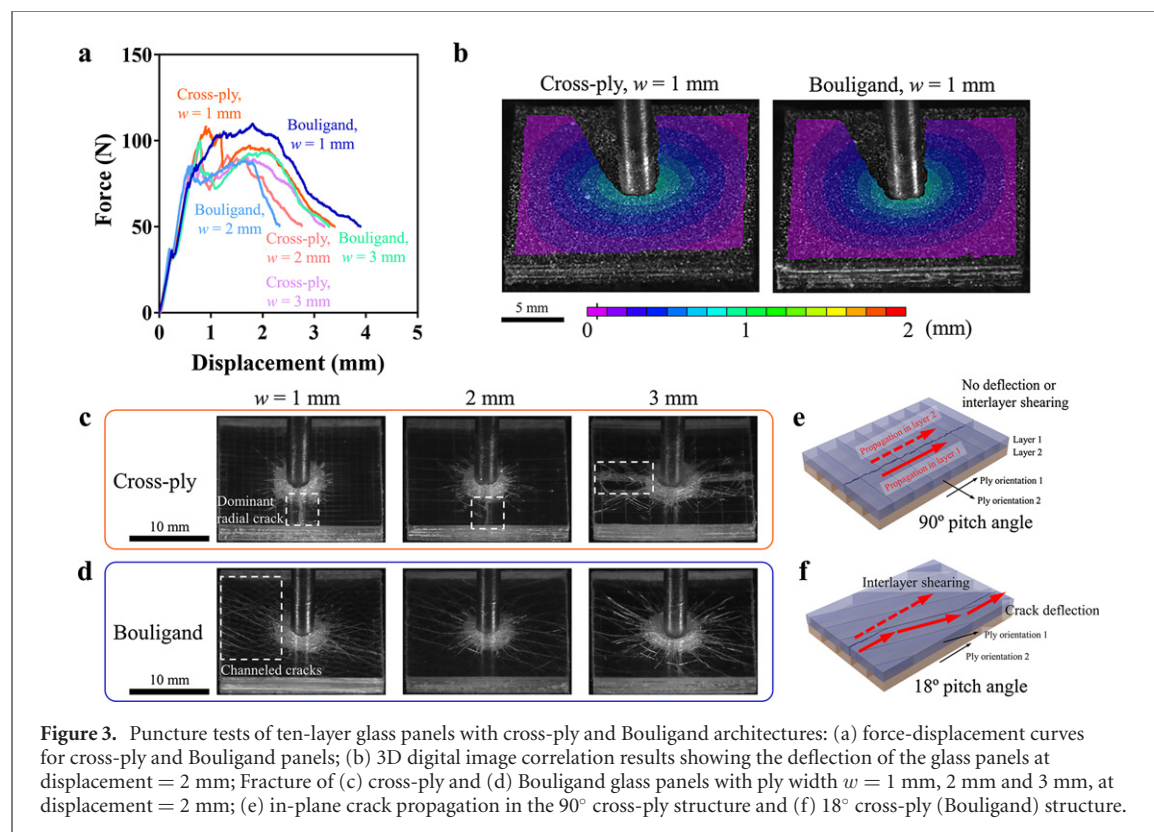 a
150
100
50
0
Force (N)
0 1 2 3 4 5
Displacement (mm)
Cross-ply,
w = 1 mm
Bouligand,
w = 1 mm
Bouligand,
w = 2 mm
Cross-ply,
w = 2 mm
Bouligand,
w = 3 mm
Cross-ply,
w = 3 mm
b
Cross-ply, w = 1 mm
Bouligand, w = 1 mm
5 mm
0 1 2 (mm)
w = 1 mm 2 mm 3 mm
c
Cross-ply
10 mm
Dominant
radial crack
d
Bouligand
10 mm
Channeled cracks
e
No deflection or
interlayer shearing
Propagation in layer 2
Propagation in layer 1
Layer 1
Layer 2
Ply orientation 1
Ply orientation 2
90° pitch angle
f
Interlayer shearing
Crack deflection
Ply orientation 1
Ply orientation 2
18° pitch angle
Figure 3. Puncture tests of ten-layer glass panels with cross-ply and Bouligand architectures: (a) force-displacement curves
for cross-ply and Bouligand panels; (b) 3D digital image correlation results showing the deflection of the glass panels at
displacement = 2 mm; Fracture of (c) cross-ply and (d) Bouligand glass panels with ply width w = 1 mm, 2 mm and 3 mm, at
displacement = 2 mm; (e) in-plane crack propagation in the 90° cross-ply structure and (f) 18° cross-ply (Bouligand) structure.